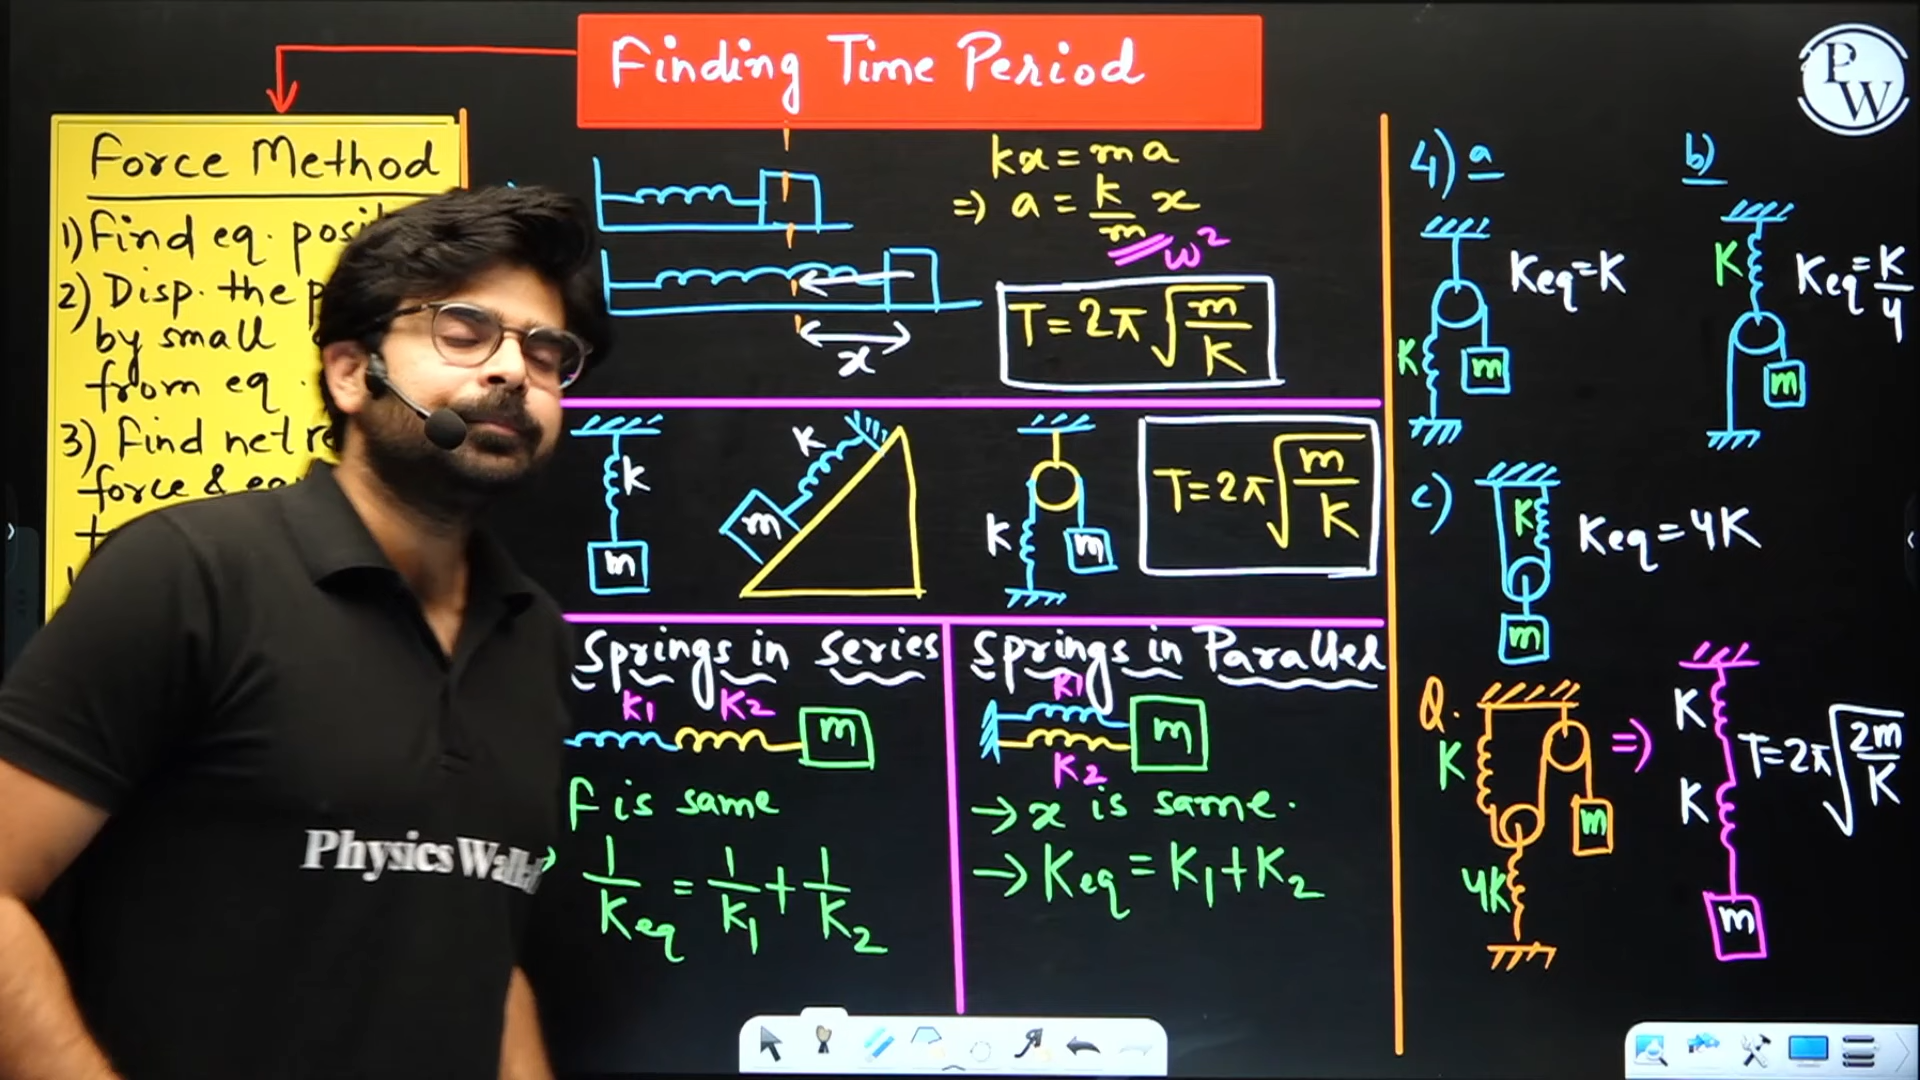 Finding Time Period
PW
Force Method
1) Find eq.
2) Disp. the
by small
from eq
3) Find net
force &
kx = ma
=> a = k/m x
ω²
T = 2π √(m/K)
x
K
m
K
m
K
m
T = 2π √(m/K)
Springs in Series
K1 K2
m
F is same
1/Keq = 1/K1 + 1/K2
Springs in Parallel
K1
m
K2
→ x is same.
→ Keq = K1 + K2
4) a
Keq = K
K
m
b)
K
Keq = K/4
m
c)
K
Keq = 4K
m
Q.
K
m
4K
=>
K
K
m
T = 2π √(2m/K)
Physics